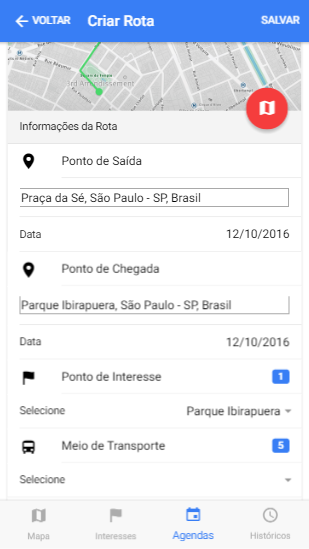 VOLTAR Criar Rota SALVAR
3rd Arrondissement
Informações da Rota
Ponto de Saída
Praça da Sé, São Paulo - SP, Brasil
Data 12/10/2016
Ponto de Chegada
Parque Ibirapuera, São Paulo - SP, Brasil
Data 12/10/2016
Ponto de Interesse 1
Selecione Parque Ibirapuera
Meio de Transporte 5
Selecione
Mapa Interesses Agendas Históricos